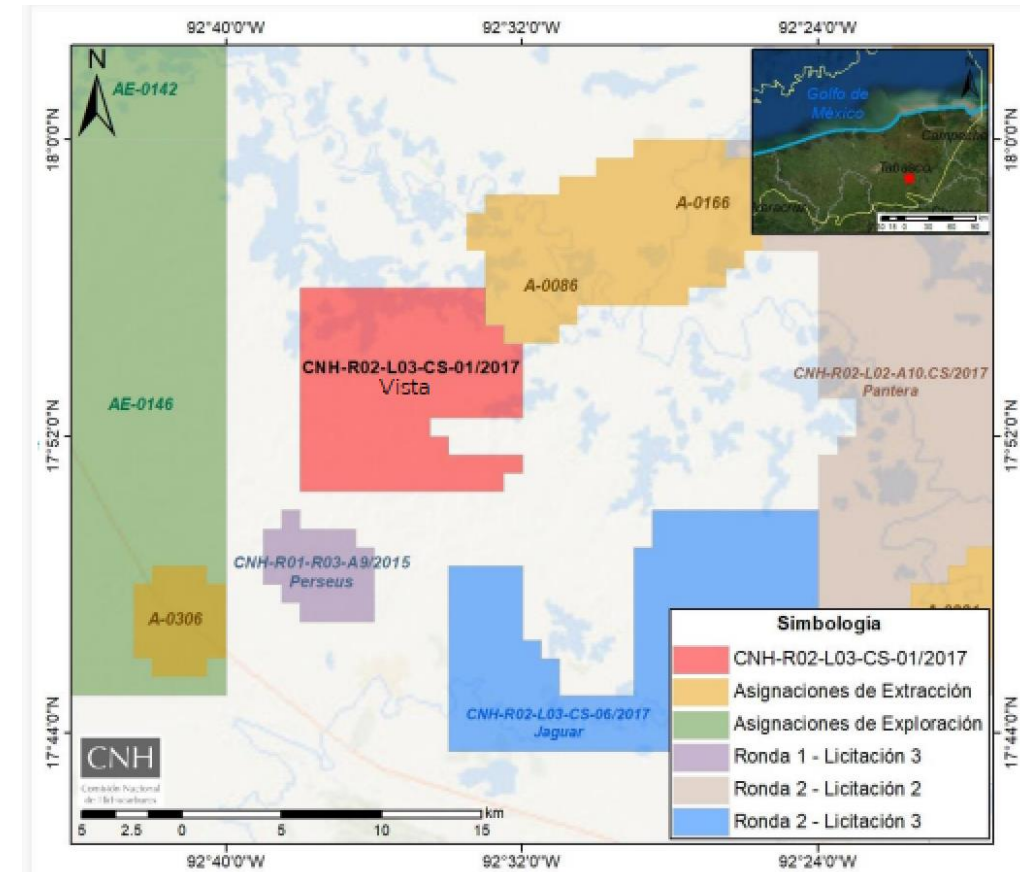 92°40'0"W
92°32'0"W
92°24'0"W
N
AE-0142
Golfo de
México
Campeche
Tabasco
18°0'0"N
18°0'0"N
A-0166
A-0086
CNH-R02-L03-CS-01/2017
Vista
CNH-R02-L02-A10.CS/2017
Pantera
AE-0146
17°52'0"N
17°52'0"N
CNH-R01-R03-A9/2015
Perseus
A-0306
CNH-R02-L03-CS-06/2017
Jaguar
17°44'0"N
17°44'0"N
Simbología
CNH-R02-L03-CS-01/2017
Asignaciones de Extracción
Asignaciones de Exploración
Ronda 1 - Licitación 3
Ronda 2 - Licitación 2
Ronda 2 - Licitación 3
CNH
Comisión Nacional
de Hidrocarburos
km
5 2.5 0 5 10 15
92°40'0"W
92°32'0"W
92°24'0"W